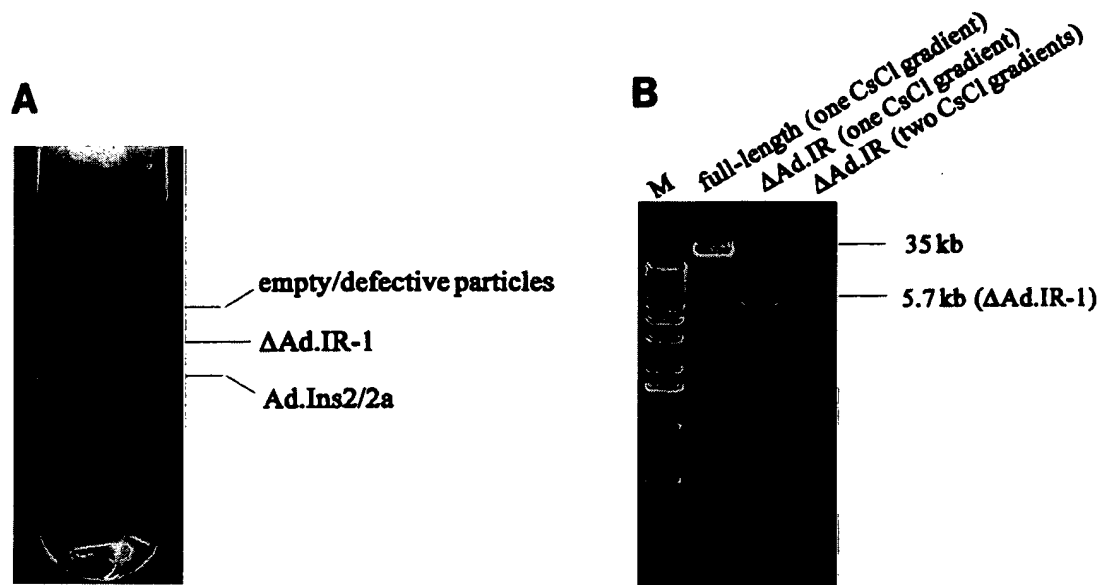 A
empty/defective particles
ΔAd.IR-1
Ad.Ins2/2a
B
M
full-length (one CsCl gradient)
ΔAd.IR (one CsCl gradient)
ΔAd.IR (two CsCl gradients)
35 kb
5.7 kb (ΔAd.IR-1)